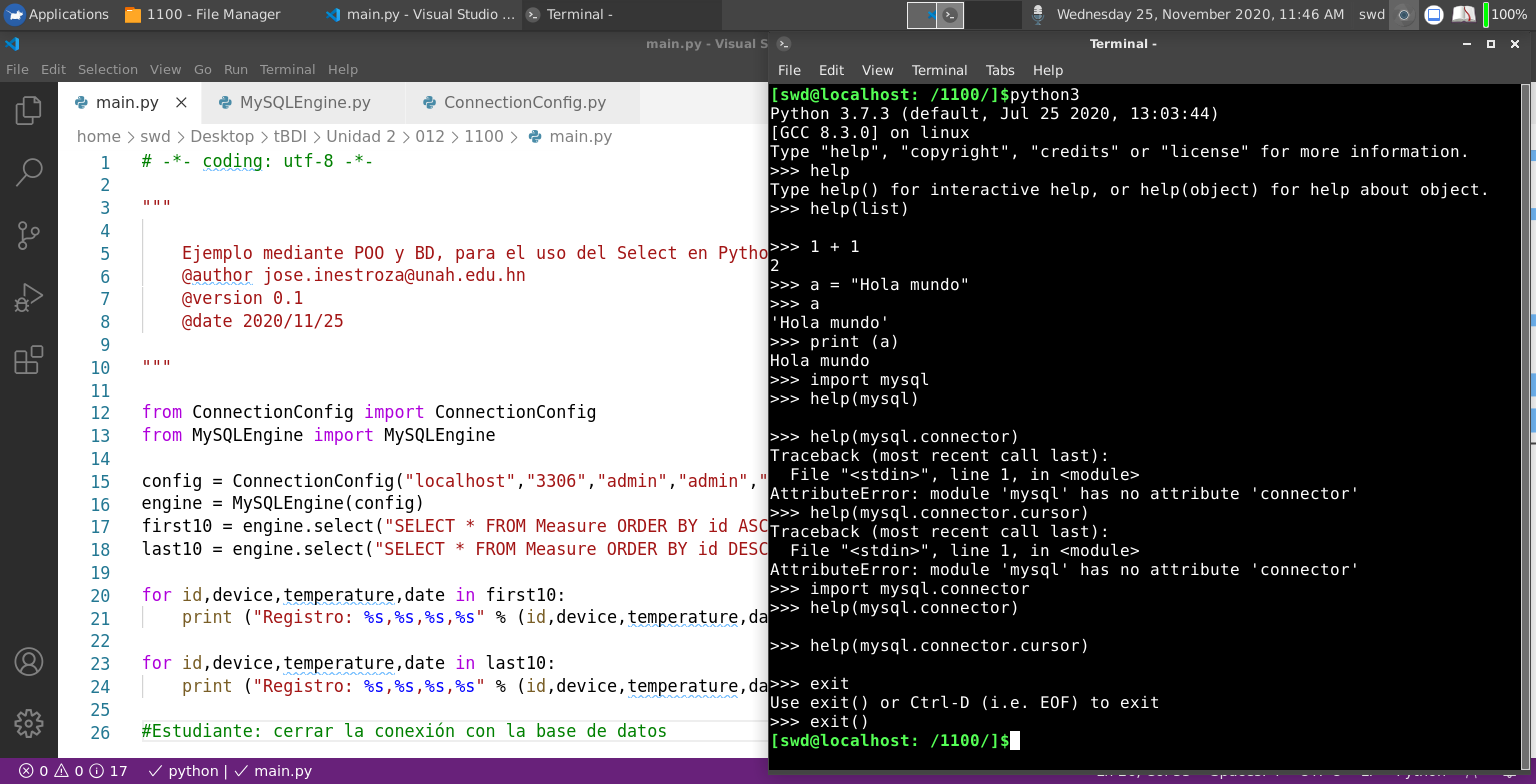 Applications 1100 - File Manager main.py - Visual Studio ... Terminal - Wednesday 25, November 2020, 11:46 AM swd 100%
main.py - Visual S
File Edit Selection View Go Run Terminal Help
main.py MySQLEngine.py ConnectionConfig.py
home > swd > Desktop > tBDI > Unidad 2 > 012 > 1100 > main.py
1 # -*- coding: utf-8 -*-
2
3 """
4
5 Ejemplo mediante POO y BD, para el uso del Select en Pytho
6 @author jose.inestroza@unah.edu.hn
7 @version 0.1
8 @date 2020/11/25
9
10 """
11
12 from ConnectionConfig import ConnectionConfig
13 from MySQLEngine import MySQLEngine
14
15 config = ConnectionConfig("localhost","3306","admin","admin","
16 engine = MySQLEngine(config)
17 first10 = engine.select("SELECT * FROM Measure ORDER BY id ASC
18 last10 = engine.select("SELECT * FROM Measure ORDER BY id DESC
19
20 for id,device,temperature,date in first10:
21 print ("Registro: %s,%s,%s,%s" % (id,device,temperature,da
22
23 for id,device,temperature,date in last10:
24 print ("Registro: %s,%s,%s,%s" % (id,device,temperature,da
25
26 #Estudiante: cerrar la conexión con la base de datos
0 0 17 python | main.py
Terminal -
File Edit View Terminal Tabs Help
[swd@localhost: /1100/]$python3
Python 3.7.3 (default, Jul 25 2020, 13:03:44)
[GCC 8.3.0] on linux
Type "help", "copyright", "credits" or "license" for more information.
>>> help
Type help() for interactive help, or help(object) for help about object.
>>> help(list)
>>> 1 + 1
2
>>> a = "Hola mundo"
>>> a
'Hola mundo'
>>> print (a)
Hola mundo
>>> import mysql
>>> help(mysql)
>>> help(mysql.connector)
Traceback (most recent call last):
File "<stdin>", line 1, in <module>
AttributeError: module 'mysql' has no attribute 'connector'
>>> help(mysql.connector.cursor)
Traceback (most recent call last):
File "<stdin>", line 1, in <module>
AttributeError: module 'mysql' has no attribute 'connector'
>>> import mysql.connector
>>> help(mysql.connector)
>>> help(mysql.connector.cursor)
>>> exit
Use exit() or Ctrl-D (i.e. EOF) to exit
>>> exit()
[swd@localhost: /1100/]$